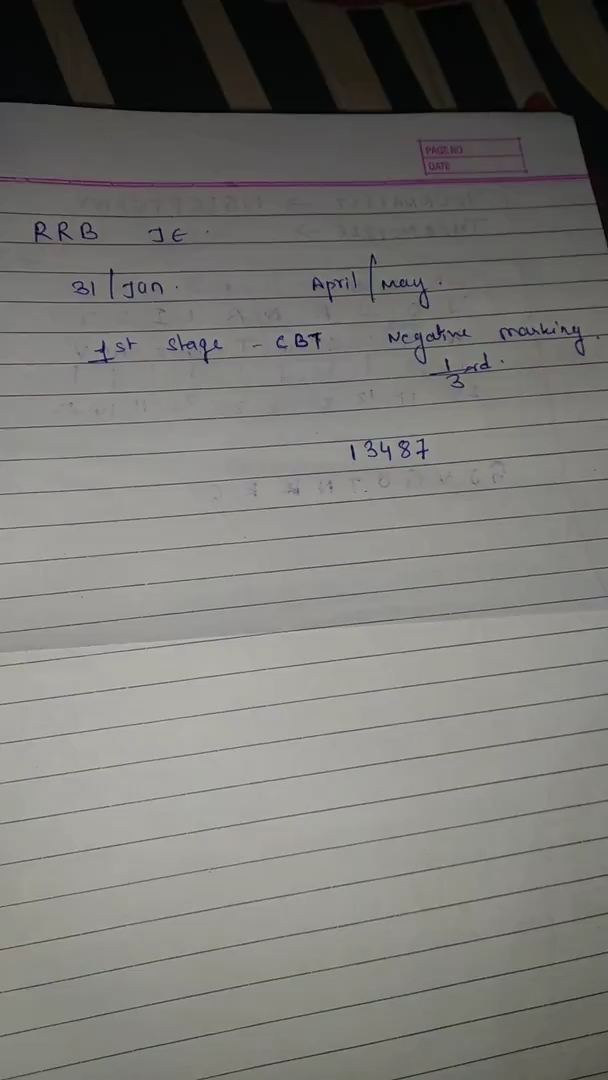 PAGE NO
DATE
RRB JE.
31/Jan. April/May.
1st stage - CBT Negative marking.
1/3rd.
13487